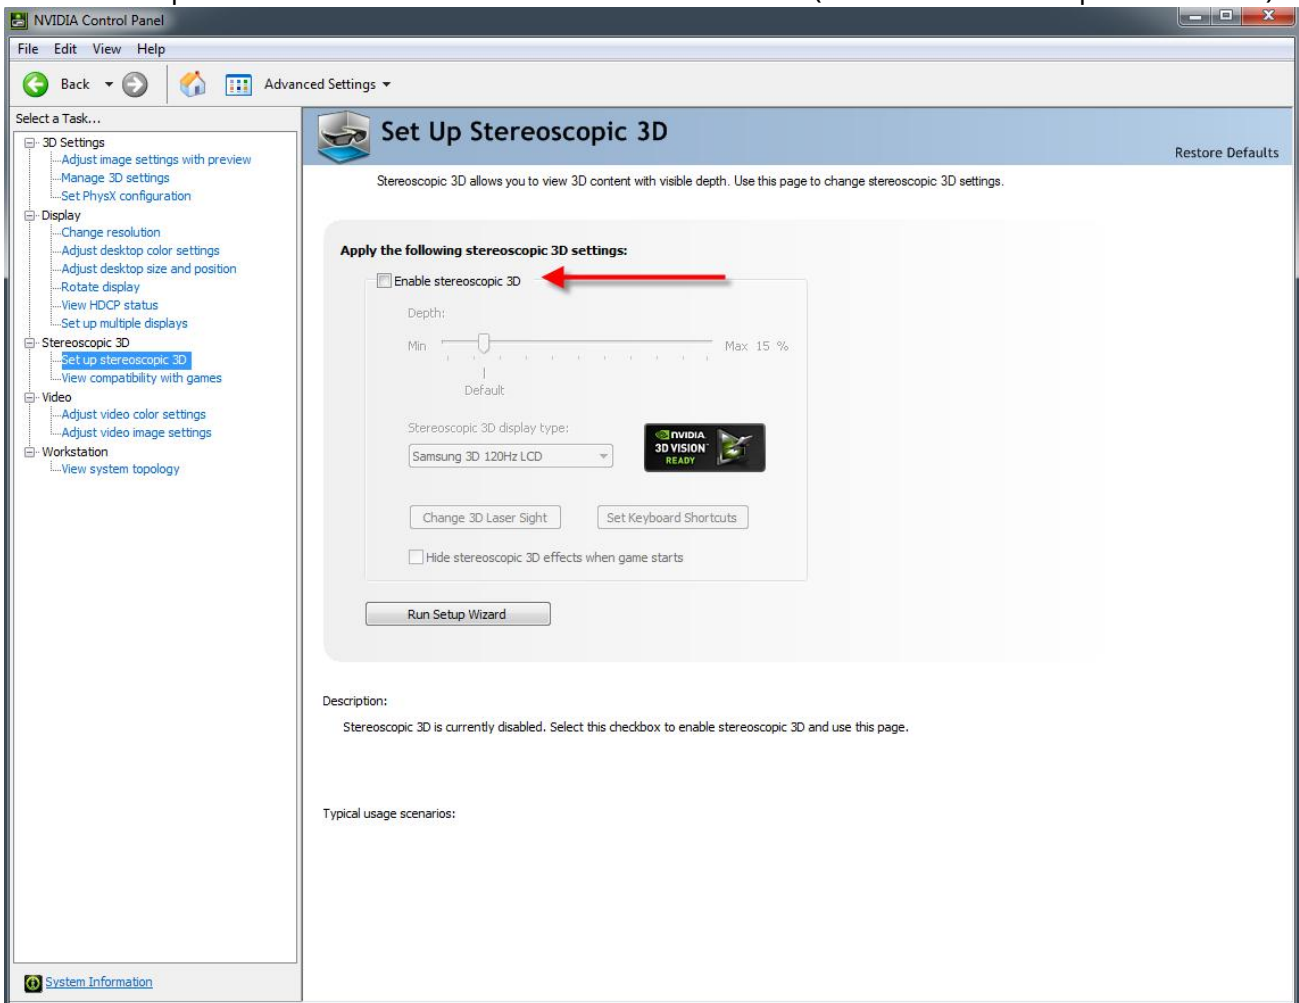 NVIDIA Control Panel
File Edit View Help
Back
Advanced Settings
Select a Task...
3D Settings
Adjust image settings with preview
Manage 3D settings
Set PhysX configuration
Display
Change resolution
Adjust desktop color settings
Adjust desktop size and position
Rotate display
View HDCP status
Set up multiple displays
Stereoscopic 3D
Set up stereoscopic 3D
View compatibility with games
Video
Adjust video color settings
Adjust video image settings
Workstation
View system topology
System Information
Set Up Stereoscopic 3D
Restore Defaults
Stereoscopic 3D allows you to view 3D content with visible depth. Use this page to change stereoscopic 3D settings.
Apply the following stereoscopic 3D settings:
Enable stereoscopic 3D
Depth:
Min Max 15 %
Default
Stereoscopic 3D display type:
Samsung 3D 120Hz LCD
NVIDIA
3D VISION
READY
Change 3D Laser Sight Set Keyboard Shortcuts
Hide stereoscopic 3D effects when game starts
Run Setup Wizard
Description:
Stereoscopic 3D is currently disabled. Select this checkbox to enable stereoscopic 3D and use this page.
Typical usage scenarios: